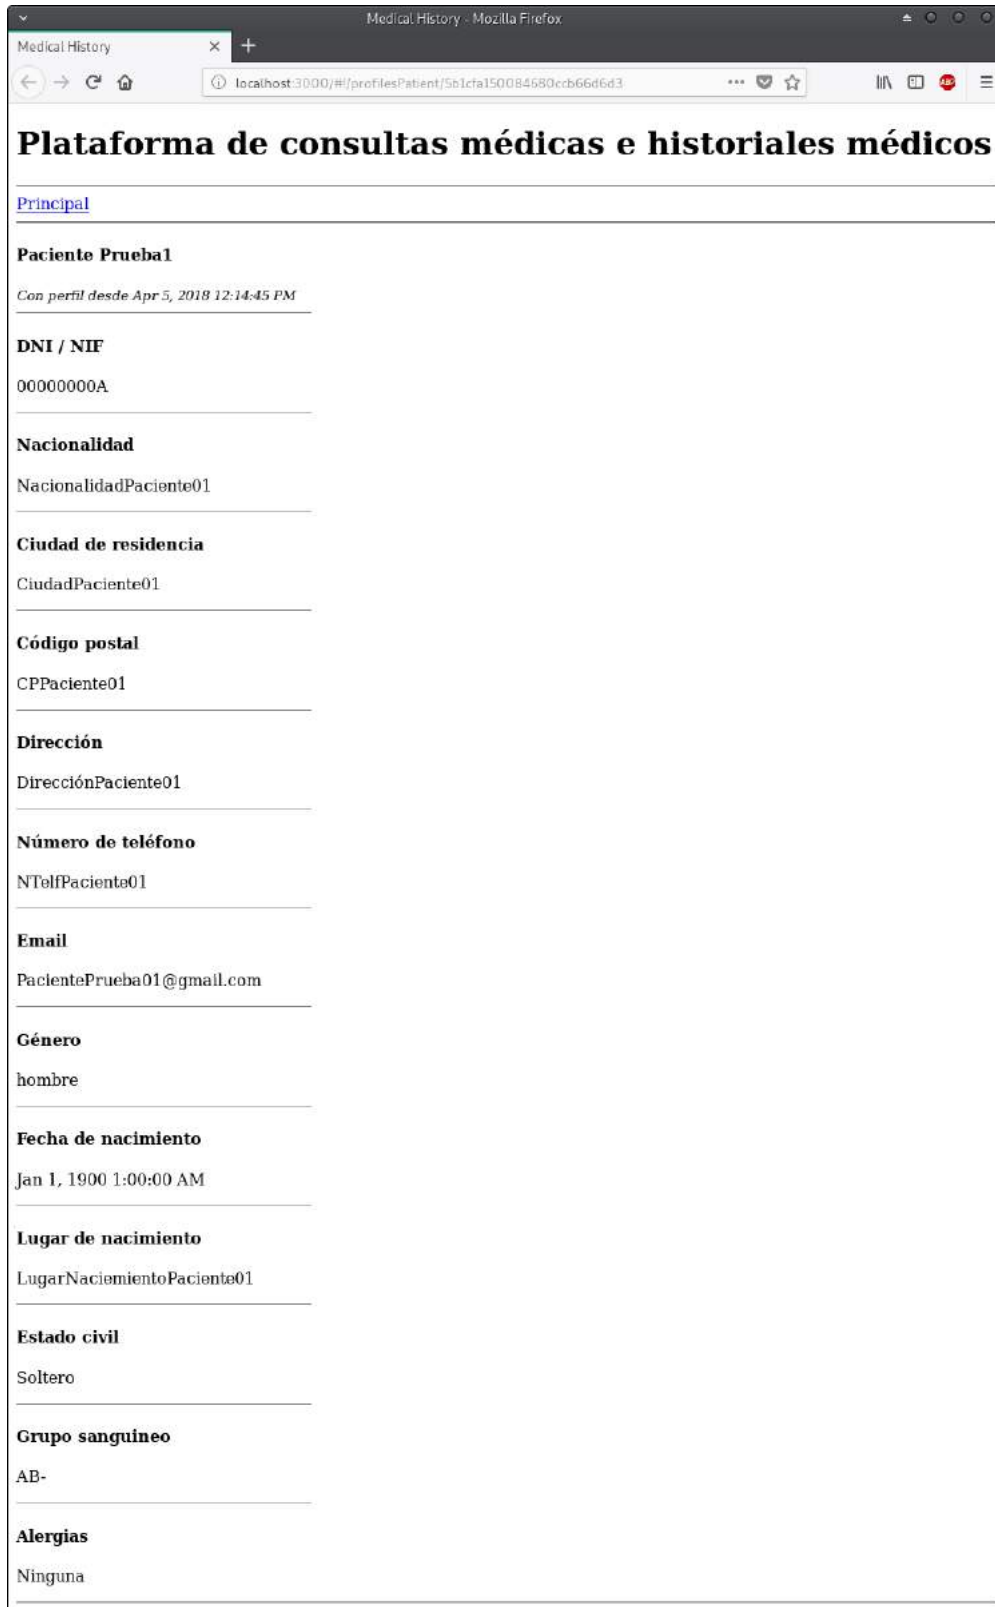 Medical History - Mozilla Firefox
Medical History
localhost:3000/#!/profilesPatient/5b1cfa150084680ccb66d6d3
ABP
Plataforma de consultas médicas e historiales médicos
Principal
Paciente Prueba1
Con perfil desde Apr 5, 2018 12:14:45 PM
DNI / NIF
00000000A
Nacionalidad
NacionalidadPaciente01
Ciudad de residencia
CiudadPaciente01
Código postal
CPPaciente01
Dirección
DirecciónPaciente01
Número de teléfono
NTelfPaciente01
Email
PacientePrueba01@gmail.com
Género
hombre
Fecha de nacimiento
Jan 1, 1900 1:00:00 AM
Lugar de nacimiento
LugarNaciemientoPaciente01
Estado civil
Soltero
Grupo sanguineo
AB-
Alergias
Ninguna